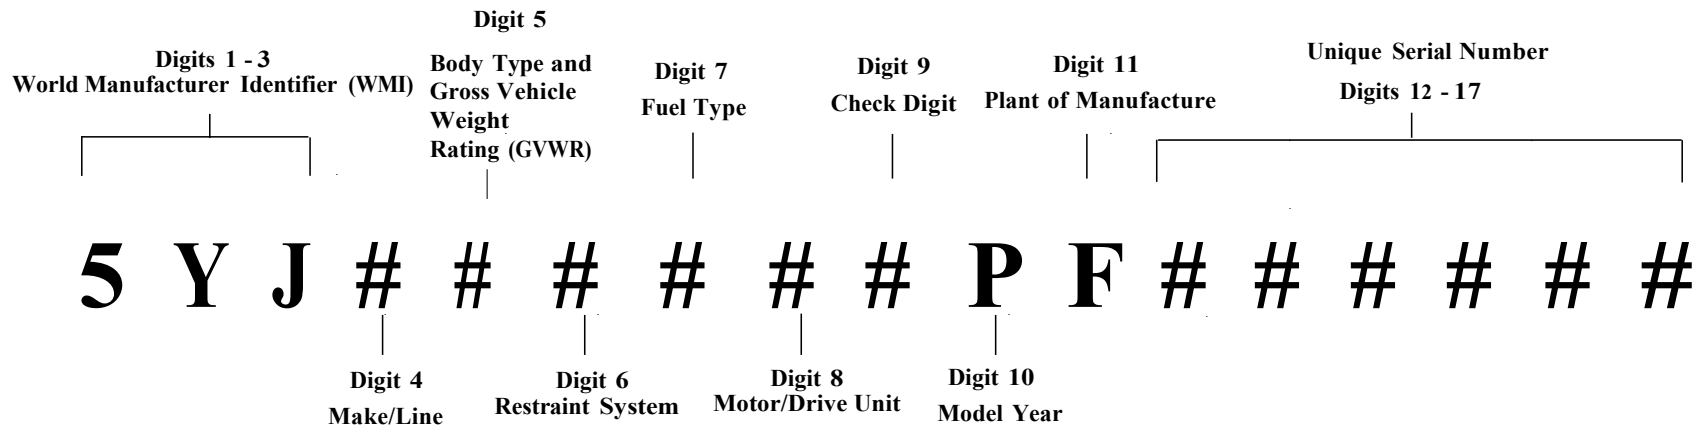 Digit 5
Digits 1 - 3
World Manufacturer Identifier (WMI)
Body Type and
Gross Vehicle
Weight
Rating (GVWR)
Digit 7
Fuel Type
Digit 9
Check Digit
Digit 11
Plant of Manufacture
Unique Serial Number
Digits 12 - 17
5 Y J # # # # # # P F # # # # # #
Digit 4
Make/Line
Digit 6
Restraint System
Digit 8
Motor/Drive Unit
Digit 10
Model Year